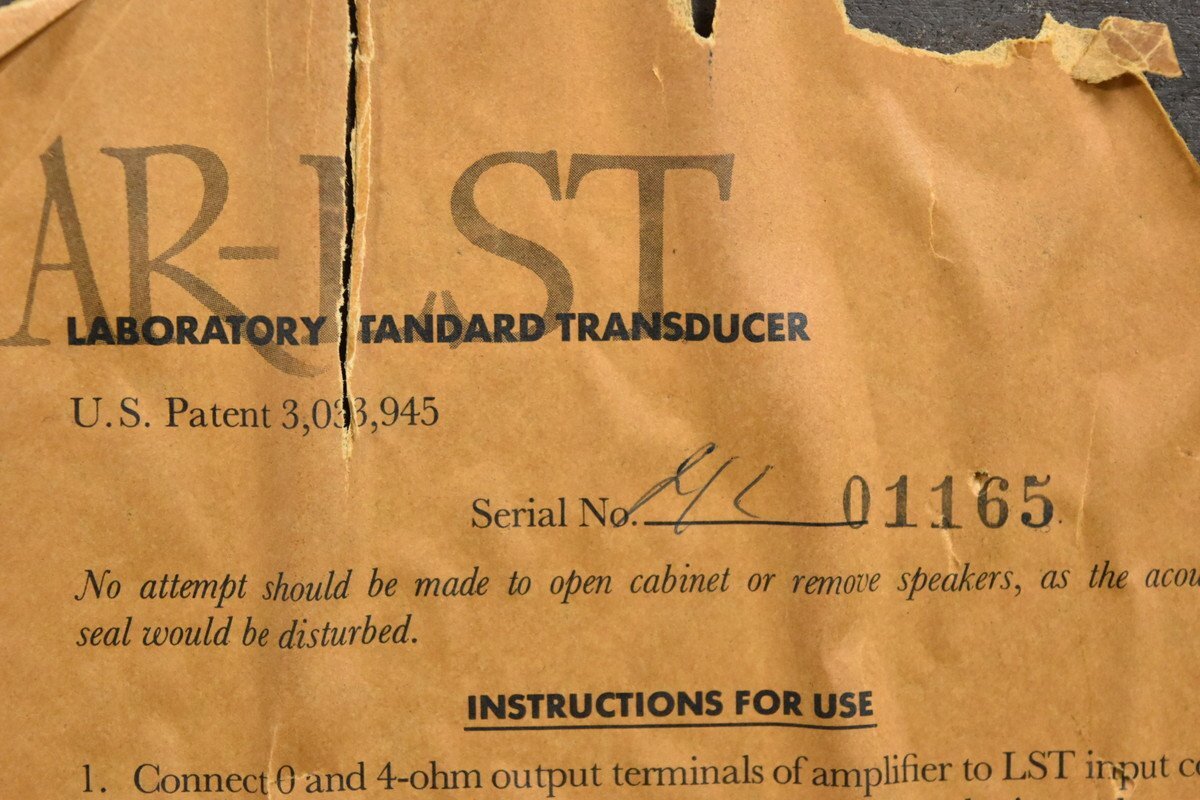 AR-LST
LABORATORY STANDARD TRANSDUCER
U.S. Patent 3,033,945
Serial No. 01165
No attempt should be made to open cabinet or remove speakers, as the acou
seal would be disturbed.
INSTRUCTIONS FOR USE
1. Connect 0 and 4-ohm output terminals of amplifier to LST input co